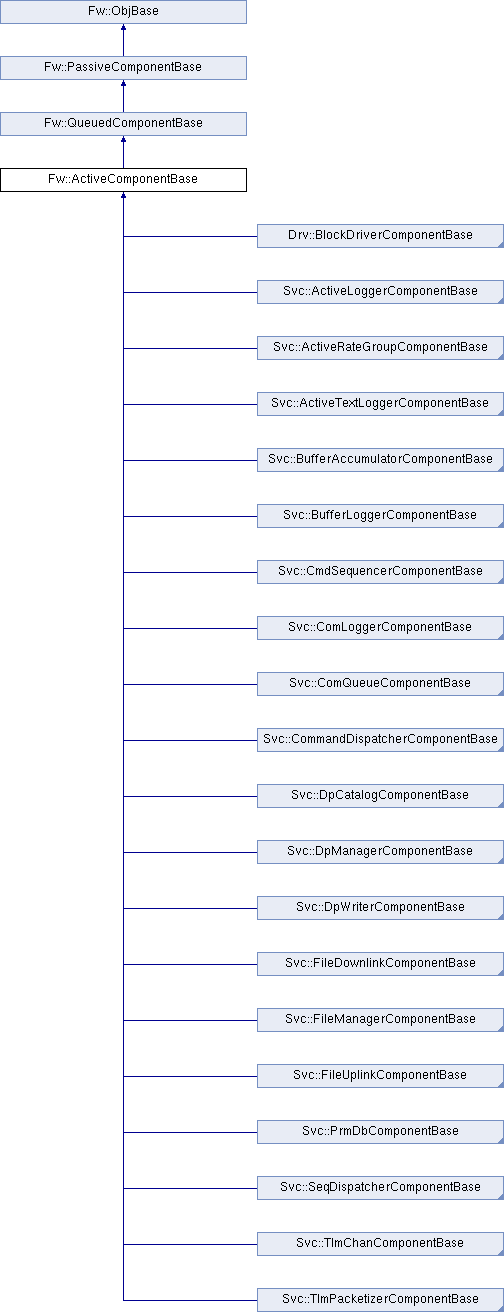 Fw::ObjBase
Fw::PassiveComponentBase
Fw::QueuedComponentBase
Fw::ActiveComponentBase
Drv::BlockDriverComponentBase
Svc::ActiveLoggerComponentBase
Svc::ActiveRateGroupComponentBase
Svc::ActiveTextLoggerComponentBase
Svc::BufferAccumulatorComponentBase
Svc::BufferLoggerComponentBase
Svc::CmdSequencerComponentBase
Svc::ComLoggerComponentBase
Svc::ComQueueComponentBase
Svc::CommandDispatcherComponentBase
Svc::DpCatalogComponentBase
Svc::DpManagerComponentBase
Svc::DpWriterComponentBase
Svc::FileDownlinkComponentBase
Svc::FileManagerComponentBase
Svc::FileUplinkComponentBase
Svc::PrmDbComponentBase
Svc::SeqDispatcherComponentBase
Svc::TlmChanComponentBase
Svc::TlmPacketizerComponentBase